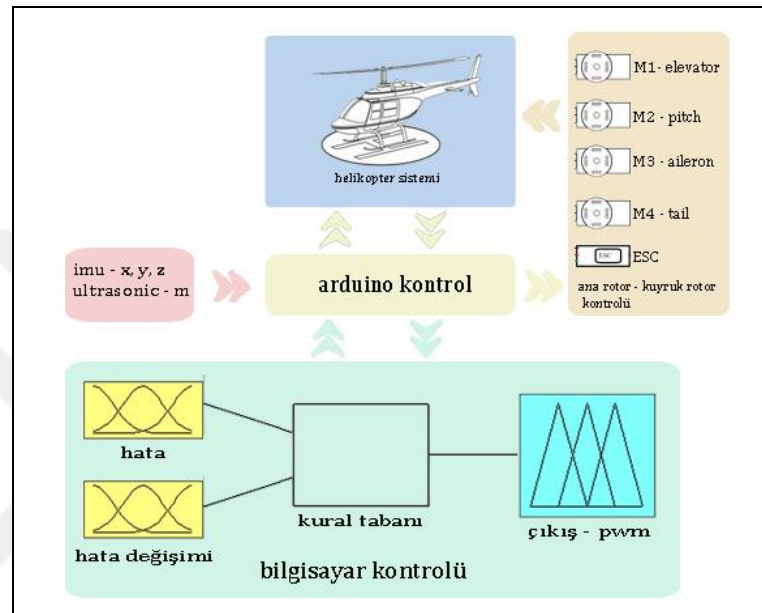 M1- elevator
M2 - pitch
M3 - aileron
M4 - tail
ESC
ESC
ana rotor - kuyruk rotor
kontrolü
helikopter sistemi
imu - x, y, z
ultrasonic - m
arduino kontrol
hata
hata değişimi
kural tabanı
çıkış - pwm
bilgisayar kontrolü